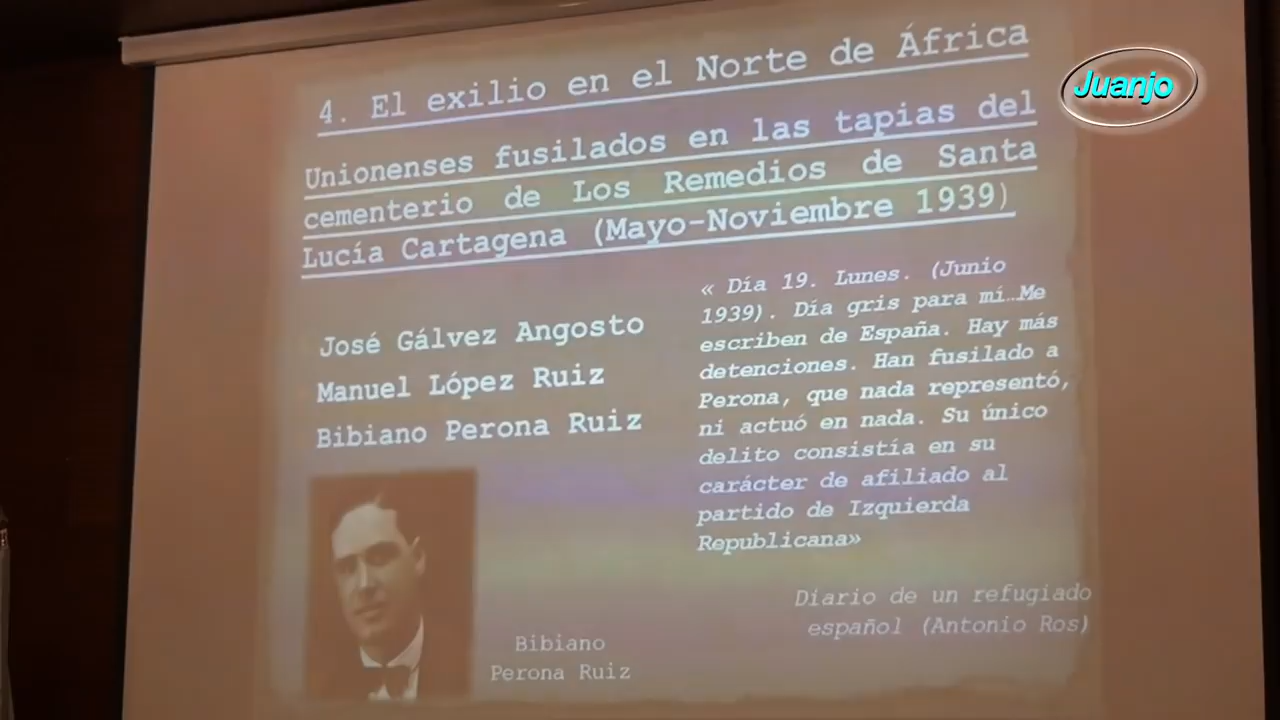 4. El exilio en el Norte de África
Juanjo
Unionenses fusilados en las tapias del
cementerio de Los Remedios de Santa
Lucía Cartagena (Mayo-Noviembre 1939)
José Gálvez Angosto
Manuel López Ruiz
Bibiano Perona Ruiz
« Día 19. Lunes. (Junio
1939). Día gris para mí…Me
escriben de España. Hay más
detenciones. Han fusilado a
Perona, que nada representó,
ni actuó en nada. Su único
delito consistía en su
carácter de afiliado al
partido de Izquierda
Republicana»
Diario de un refugiado
español (Antonio Ros)
Bibiano
Perona Ruiz